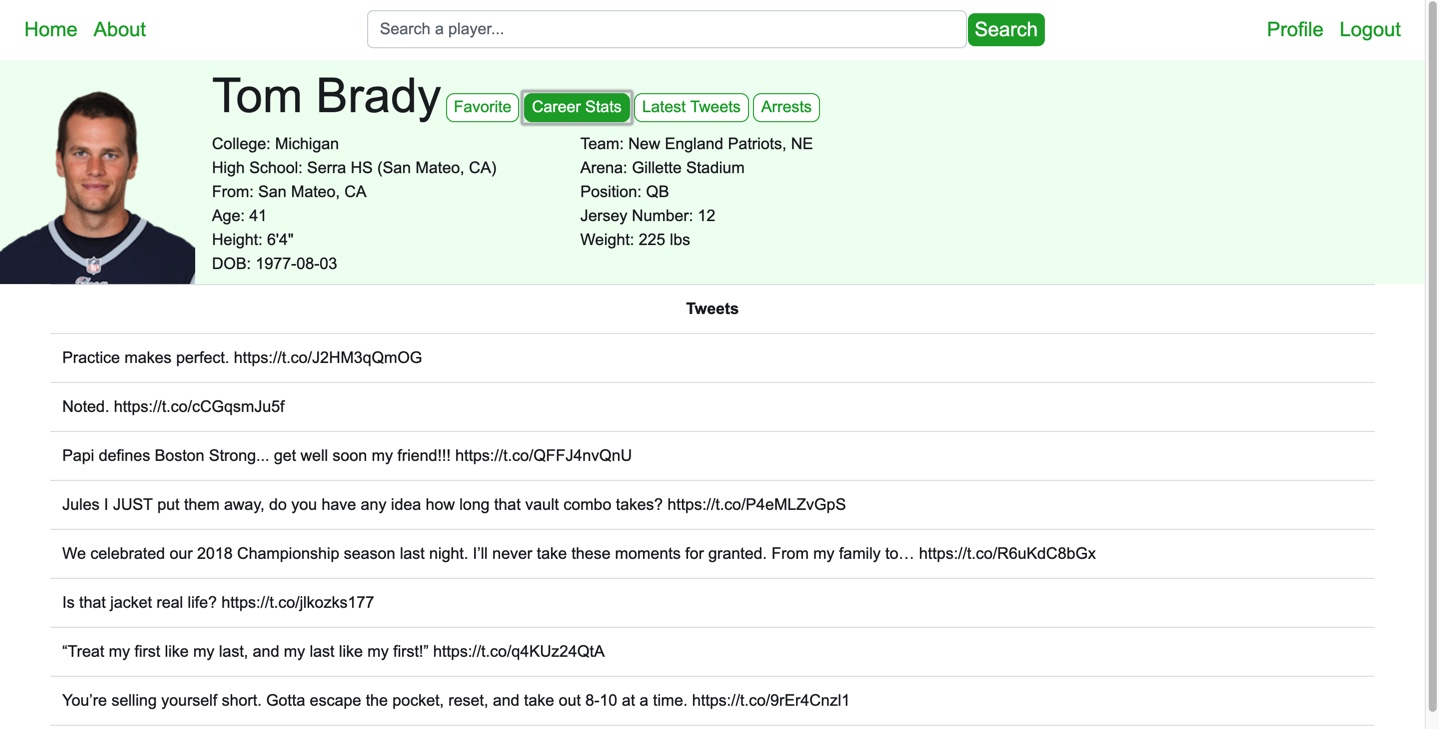 Home About
Search a player...
Search
Profile Logout
Tom Brady Favorite Career Stats Latest Tweets Arrests
College: Michigan
High School: Serra HS (San Mateo, CA)
From: San Mateo, CA
Age: 41
Height: 6'4"
DOB: 1977-08-03
Team: New England Patriots, NE
Arena: Gillette Stadium
Position: QB
Jersey Number: 12
Weight: 225 lbs
Tweets
Practice makes perfect. https://t.co/J2HM3qQmOG
Noted. https://t.co/cCGqsmJu5f
Papi defines Boston Strong... get well soon my friend!!! https://t.co/QFFJ4nvQnU
Jules I JUST put them away, do you have any idea how long that vault combo takes? https://t.co/P4eMLZvGpS
We celebrated our 2018 Championship season last night. I’ll never take these moments for granted. From my family to… https://t.co/R6uKdC8bGx
Is that jacket real life? https://t.co/jlkozks177
“Treat my first like my last, and my last like my first!” https://t.co/q4KUz24QtA
You’re selling yourself short. Gotta escape the pocket, reset, and take out 8-10 at a time. https://t.co/9rEr4Cnzl1